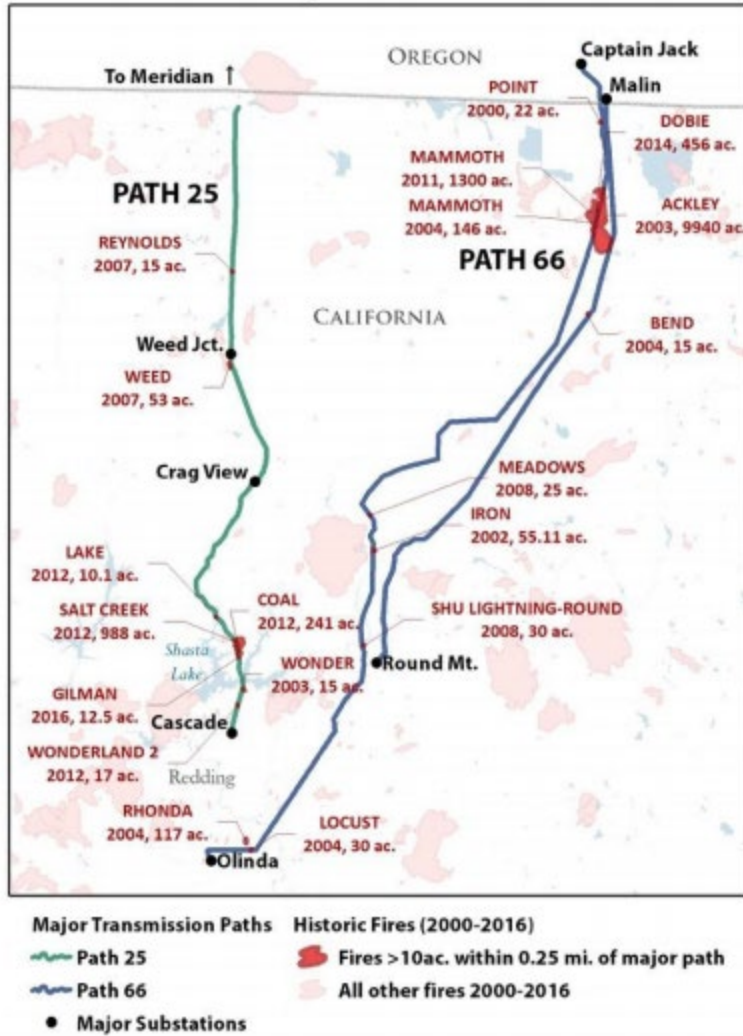 OREGON
Captain Jack
To Meridian ↑
Malin
POINT
2000, 22 ac.
DOBIE
2014, 456 ac.
MAMMOTH
2011, 1300 ac.
PATH 25
MAMMOTH
2004, 146 ac.
ACKLEY
2003, 9940 ac.
REYNOLDS
2007, 15 ac.
PATH 66
CALIFORNIA
BEND
2004, 15 ac.
Weed Jct.
WEED
2007, 53 ac.
Crag View
MEADOWS
2008, 25 ac.
IRON
2002, 55.11 ac.
LAKE
2012, 10.1 ac.
COAL
2012, 241 ac.
SALT CREEK
2012, 988 ac.
SHU LIGHTNING-ROUND
2008, 30 ac.
Shasta
Lake
WONDER
2003, 15 ac.
Round Mt.
GILMAN
2016, 12.5 ac.
Cascade
WONDERLAND 2
2012, 17 ac.
Redding
RHONDA
2004, 117 ac.
LOCUST
2004, 30 ac.
Olinda
Major Transmission Paths
Path 25
Path 66
Major Substations
Historic Fires (2000-2016)
Fires >10ac. within 0.25 mi. of major path
All other fires 2000-2016